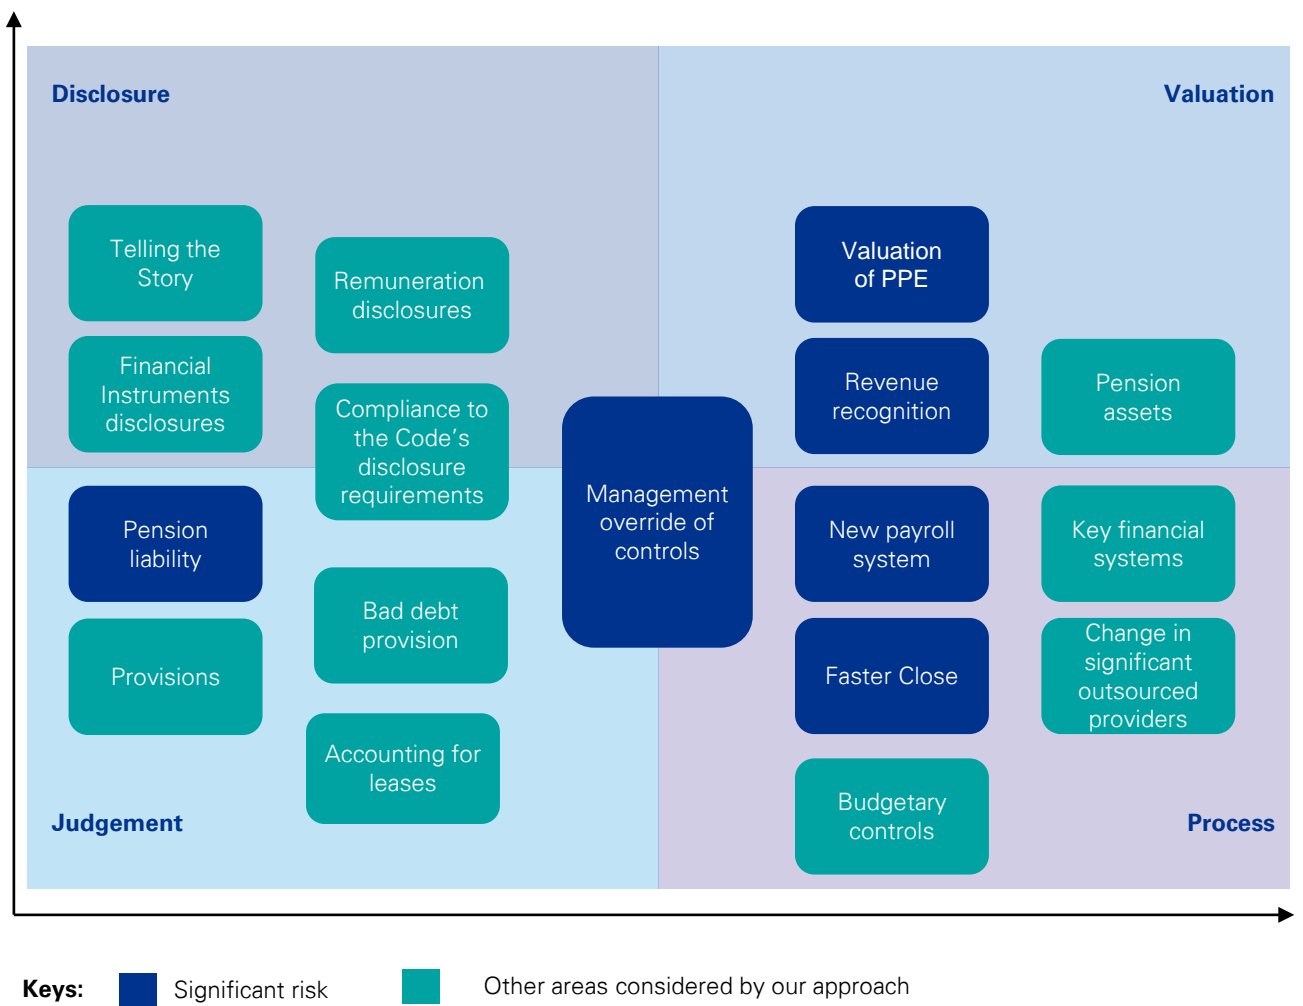 Disclosure
Valuation
Telling the
Story
Remuneration
disclosures
Valuation
of PPE
Financial
Instruments
disclosures
Compliance to
the Code's
disclosure
requirements
Revenue
recognition
Pension
assets
Management
override of
controls
Pension
liability
New payroll
system
Key financial
systems
Bad debt
provision
Provisions
Faster Close
Change in
significant
outsourced
providers
Accounting for
leases
Budgetary
controls
Judgement
Process
Keys:
Significant risk
Other areas considered by our approach